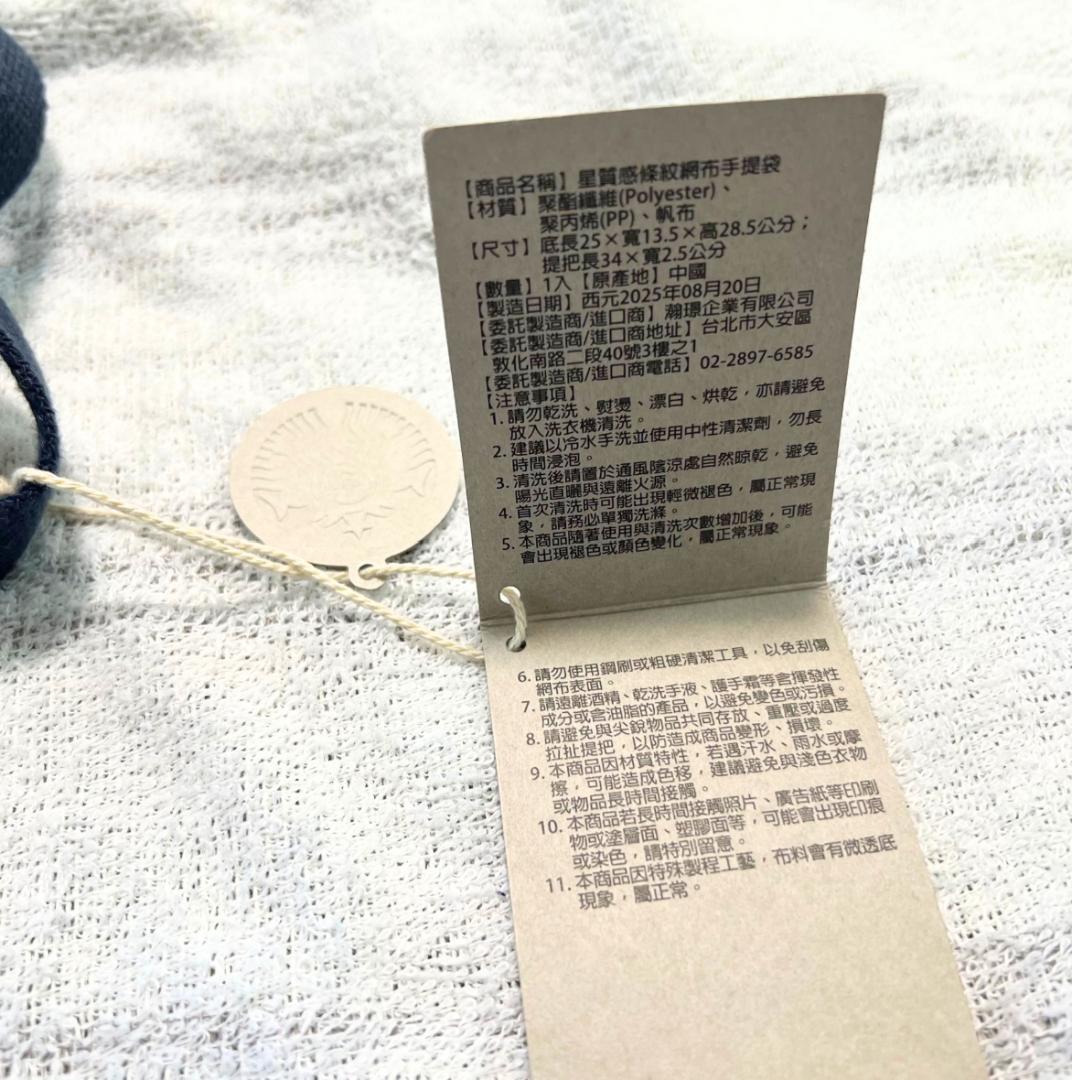 【商品名稱】星質感條紋網布手提袋
【材質】聚酯纖維(Polyester)、
聚丙烯(PP)、帆布
【尺寸】底長25×寬13.5×高28.5公分；
提把長34×寬2.5公分
【數量】1入【原產地】中國
【製造日期】西元2025年08月20日
【委託製造商/進口商】瀚璟企業有限公司
【委託製造商/進口商地址】台北市大安區
敦化南路二段40號3樓之1
【委託製造商/進口商電話】02-2897-6585
【注意事項】
1. 請勿乾洗、熨燙、漂白、烘乾，亦請避免
放入洗衣機清洗。
2. 建議以冷水手洗並使用中性清潔劑，勿長
時間浸泡。
3. 清洗後請置於通風陰涼處自然晾乾，避免
陽光直曬與遠離火源。
4. 首次清洗時可能出現輕微褪色，屬正常現
象，請務必單獨洗滌。
5. 本商品隨著使用與清洗次數增加後，可能
會出現褪色或顏色變化，屬正常現象。
6. 請勿使用鋼刷或粗硬清潔工具，以免刮傷
網布表面。
7. 請遠離酒精、乾洗手液、護手霜等含揮發性
成分或含油脂的產品，以避免變色或污損。
8. 請避免與尖銳物品共同存放、重壓或過度
拉扯提把，以防造成商品變形、損壞。
9. 本商品因材質特性，若遇汗水、雨水或摩
擦，可能造成色移，建議避免與淺色衣物
或物品長時間接觸。
10. 本商品若長時間接觸照片、廣告紙等印刷
物或塗層面、塑膠面等，可能會出現印痕
或染色，請特別留意。
11. 本商品因特殊製程工藝，布料會有微透底
現象，屬正常。